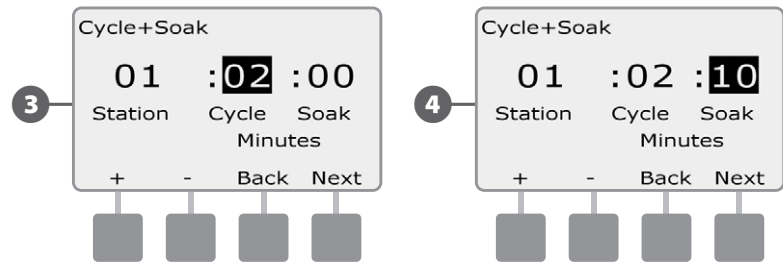 3
Cycle+Soak
01 :02 :00
Station Cycle Soak
Minutes
+ - Back Next
4
Cycle+Soak
01 :02 :10
Station Cycle Soak
Minutes
+ - Back Next